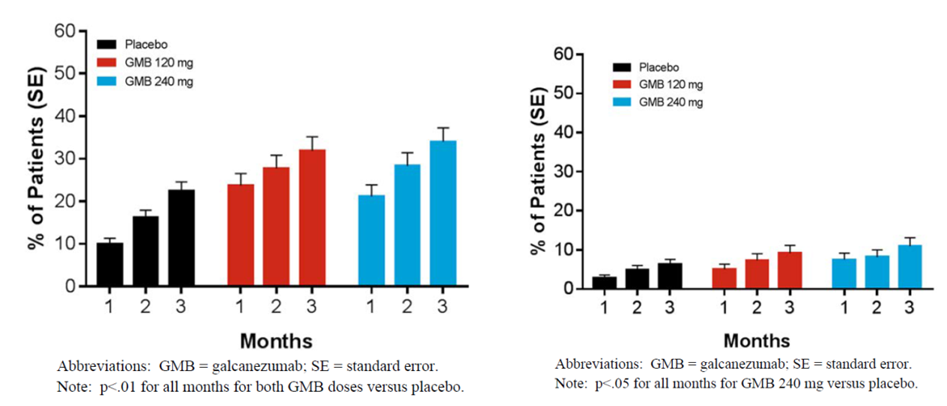 % of Patients (SE)
60
50
40
30
20
10
0
Placebo
GMB 120 mg
GMB 240 mg
1 2 3 1 2 3 1 2 3
Months
Abbreviations: GMB = galcanezumab; SE = standard error.
Note: p<.01 for all months for both GMB doses versus placebo.
% of Patients (SE)
60
50
40
30
20
10
0
Placebo
GMB 120 mg
GMB 240 mg
1 2 3 1 2 3 1 2 3
Months
Abbreviations: GMB = galcanezumab; SE = standard error.
Note: p<.05 for all months for GMB 240 mg versus placebo.